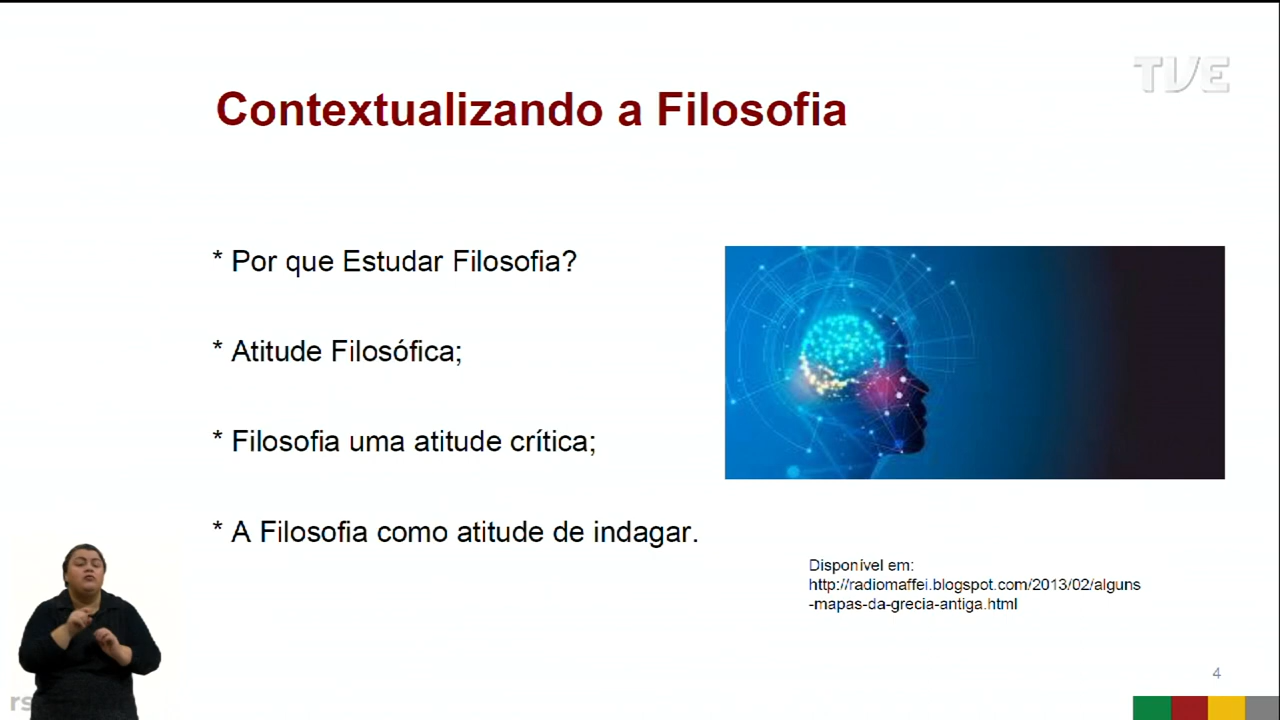 TVE
Contextualizando a Filosofia
* Por que Estudar Filosofia?
* Atitude Filosófica;
* Filosofia uma atitude crítica;
* A Filosofia como atitude de indagar.
Disponível em:
http://radiomaffei.blogspot.com/2013/02/alguns
-mapas-da-grecia-antiga.html
4